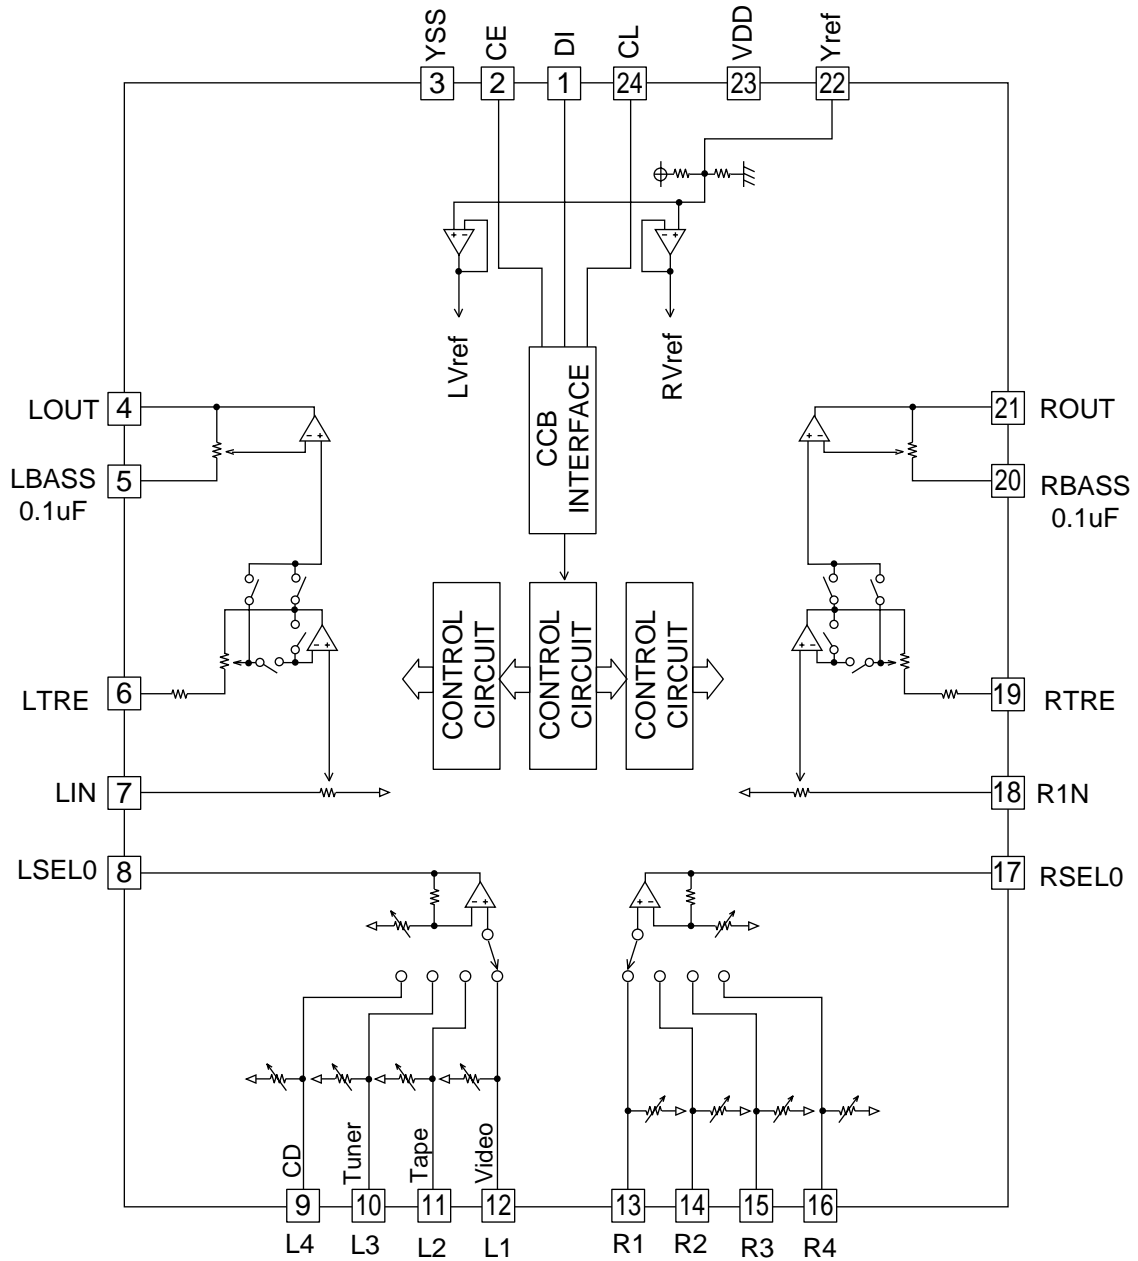 YSS
CE
DI
CL
VDD
Yref
3
2
1
24
23
22
+ -
- +
LVref
RVref
CCB
INTERFACE
LOUT
4
- +
LBASS
5
0.1uF
21
ROUT
- +
20
RBASS
0.1uF
CONTROL
CIRCUIT
CONTROL
CIRCUIT
CONTROL
CIRCUIT
- +
LTRE
6
+ -
19
RTRE
LIN
7
18
R1N
LSEL0
8
- +
17
RSEL0
+ -
CD
Tuner
Tape
Video
9
10
11
12
13
14
15
16
L4
L3
L2
L1
R1
R2
R3
R4